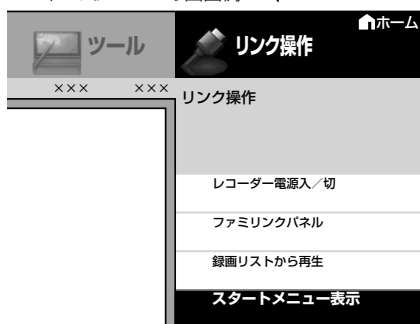 ホーム
ツール
リンク操作
××× ×××
リンク操作
レコーダー電源入／切
ファミリンクパネル
録画リストから再生
スタートメニュー表示